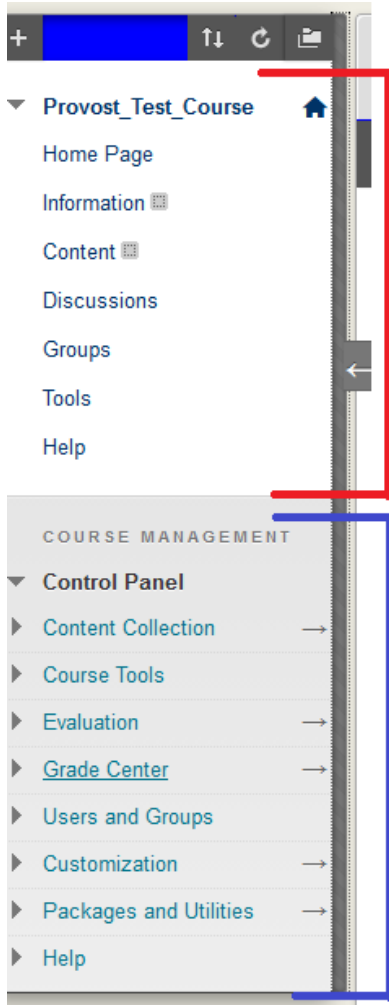 Provost_Test_Course
Home Page
Information
Content
Discussions
Groups
Tools
Help
COURSE MANAGEMENT
Control Panel
Content Collection
Course Tools
Evaluation
Grade Center
Users and Groups
Customization
Packages and Utilities
Help